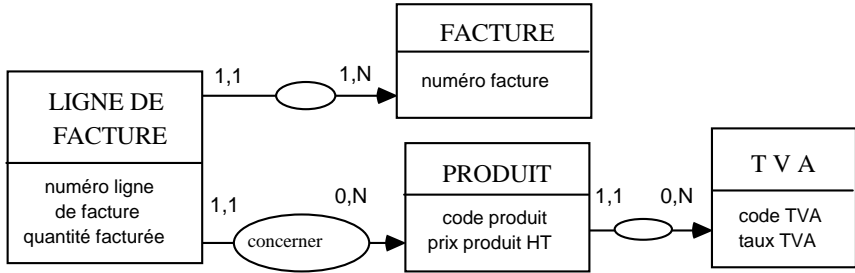 FACTURE
numéro facture
1,1
1,N
LIGNE DE
FACTURE
numéro ligne
de facture
quantité facturée
1,1
concerner
0,N
PRODUIT
code produit
prix produit HT
1,1
0,N
T V A
code TVA
taux TVA